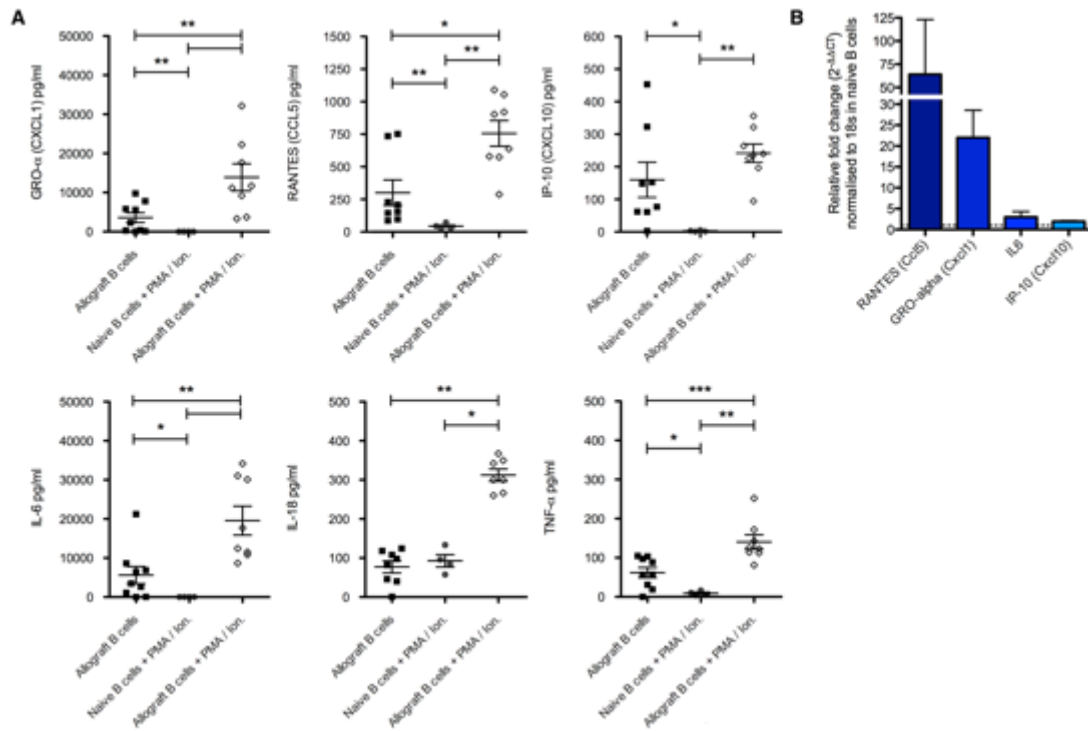 A
B
GRO-α (CXCL1) pg/ml
50000
40000
30000
20000
10000
0
**
**
Allograft B cells
Naive B cells + PMA / Ion.
Allograft B cells + PMA / Ion.
RANTES (CCL5) pg/ml
1500
1250
1000
750
500
250
0
*
**
**
Allograft B cells
Naive B cells + PMA / Ion.
Allograft B cells + PMA / Ion.
IP-10 (CXCL10) pg/ml
600
500
400
300
200
100
0
*
**
Allograft B cells
Naive B cells + PMA / Ion.
Allograft B cells + PMA / Ion.
Relative fold change (2-ΔΔCT)
normalised to 18s in naive B cells
125
100
75
50
30
25
20
15
10
5
0
RANTES (Ccl5)
GRO-alpha (Cxcl1)
IL6
IP-10 (Cxcl10)
IL-6 pg/ml
50000
40000
30000
20000
10000
0
**
*
Allograft B cells
Naive B cells + PMA / Ion.
Allograft B cells + PMA / Ion.
IL-18 pg/ml
500
400
300
200
100
0
**
*
Allograft B cells
Naive B cells + PMA / Ion.
Allograft B cells + PMA / Ion.
TNF-α pg/ml
500
400
300
200
100
0
***
**
*
Allograft B cells
Naive B cells + PMA / Ion.
Allograft B cells + PMA / Ion.